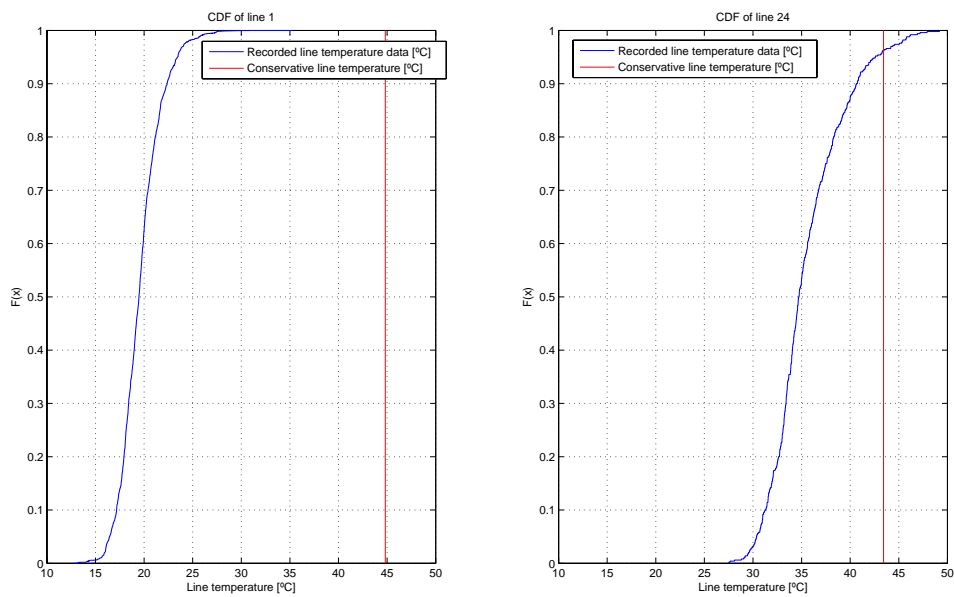 CDF of line 1
Recorded line temperature data [ºC]
Conservative line temperature [ºC]
F(x)
1
0.9
0.8
0.7
0.6
0.5
0.4
0.3
0.2
0.1
0
10 15 20 25 30 35 40 45 50
Line temperature [ºC]
CDF of line 24
Recorded line temperature data [ºC]
Conservative line temperature [ºC]
F(x)
1
0.9
0.8
0.7
0.6
0.5
0.4
0.3
0.2
0.1
0
10 15 20 25 30 35 40 45 50
Line temperature [ºC]